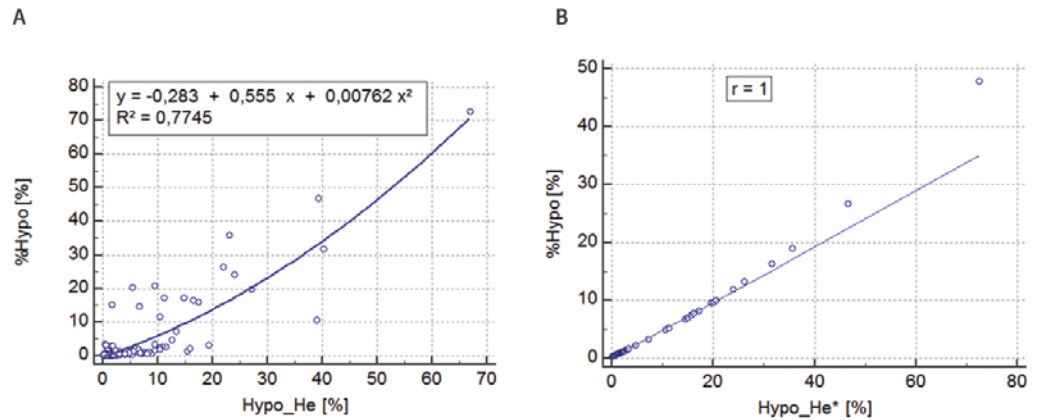 A
B
y = -0,283 + 0,555 x + 0,00762 x²
R² = 0,7745
80
70
60
50
40
30
20
10
0
%Hypo [%]
0 10 20 30 40 50 60 70
Hypo_He [%]
r = 1
50
40
30
20
10
0
%Hypo [%]
0 20 40 60 80
Hypo_He* [%]